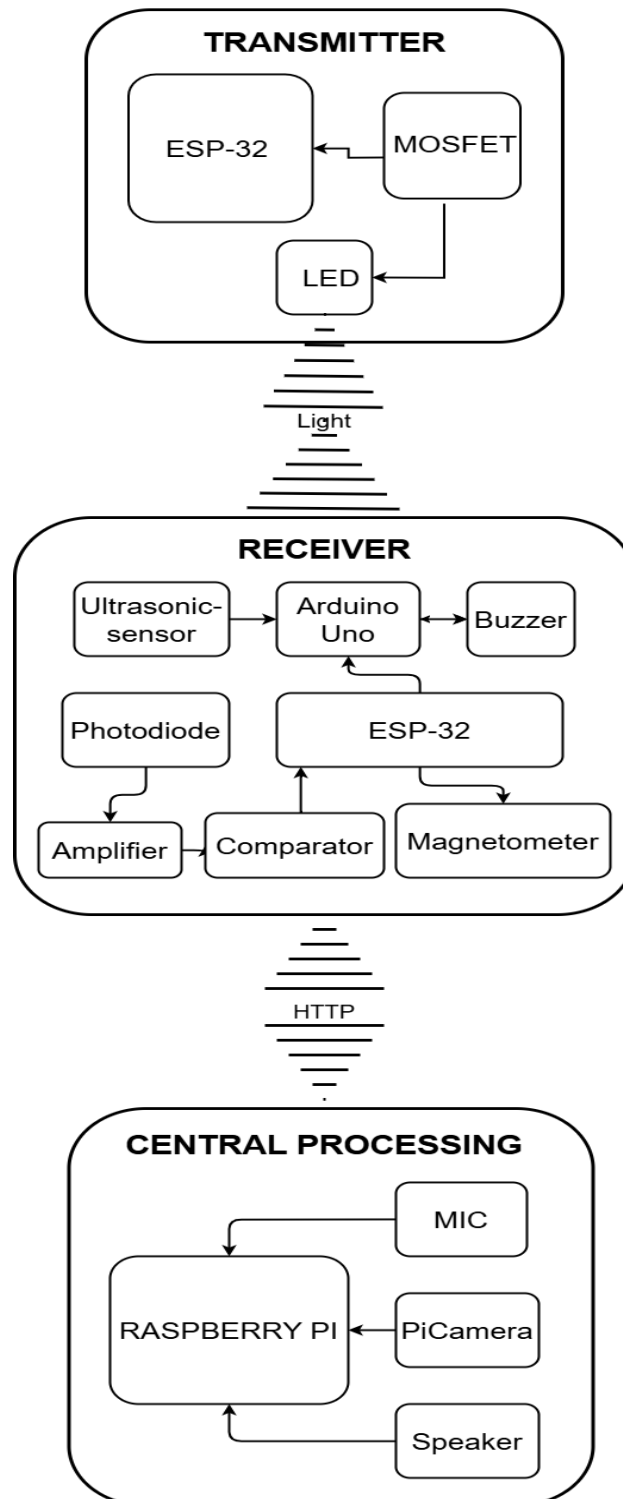 TRANSMITTER
ESP-32
MOSFET
LED
Light
RECEIVER
Ultrasonic-
sensor
Arduino
Uno
Buzzer
Photodiode
ESP-32
Amplifier
Comparator
Magnetometer
HTTP
CENTRAL PROCESSING
MIC
RASPBERRY PI
PiCamera
Speaker